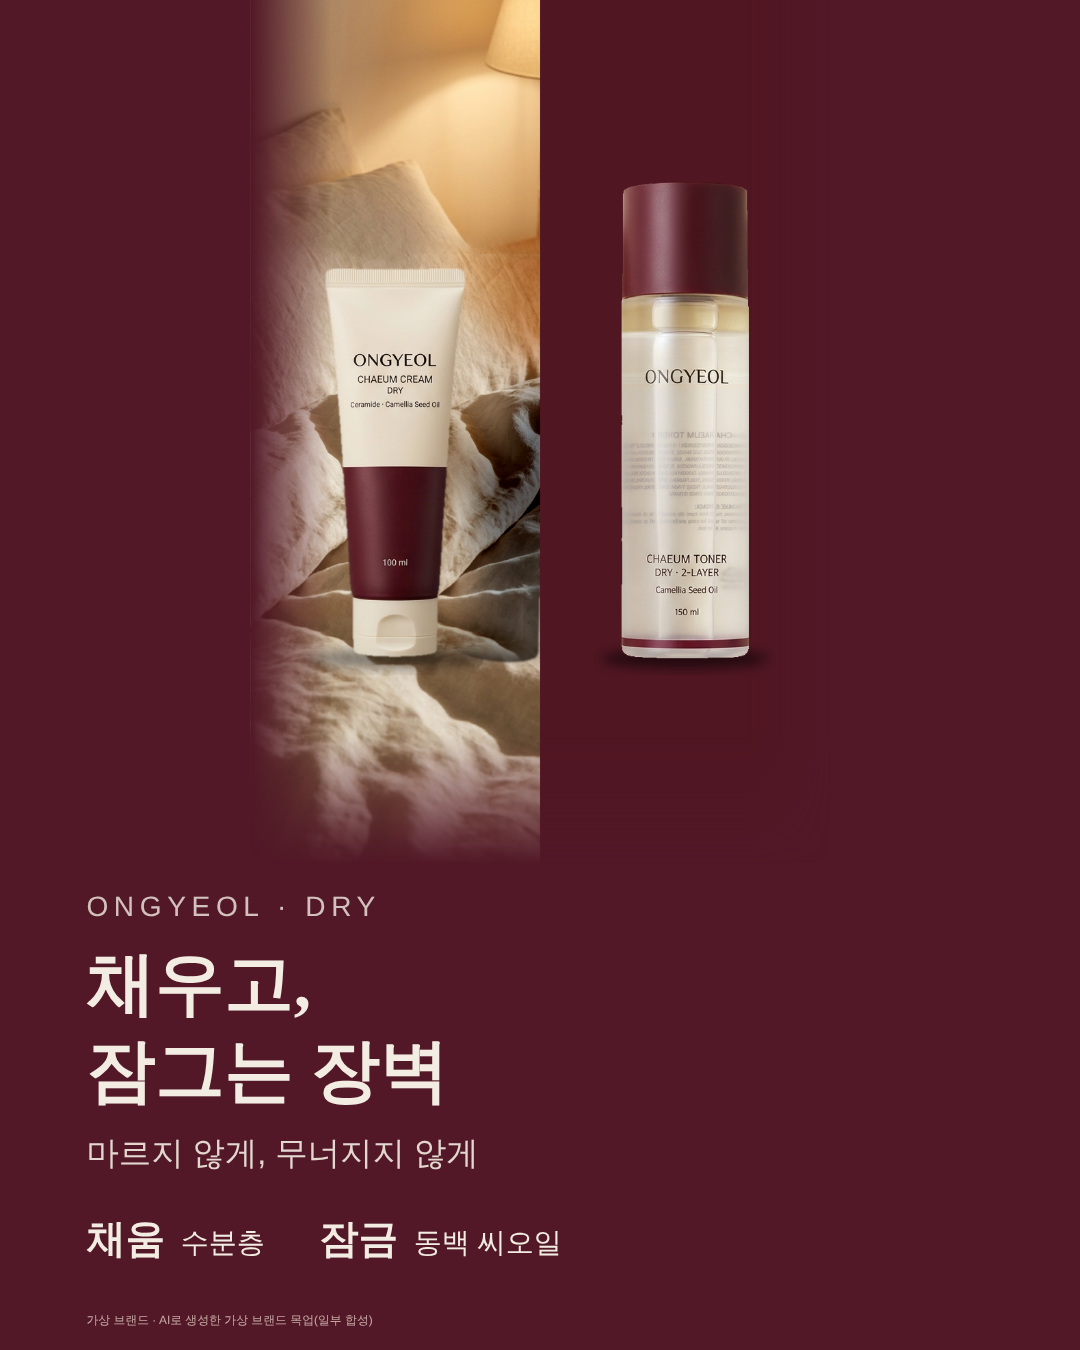 ONGYEOL
CHAEUM CREAM
DRY
Ceramide · Camellia Seed Oil
100 ml
ONGYEOL
CHAEUM TONER
DRY · 2-LAYER
Camellia Seed Oil
150 ml
ONGYEOL · DRY
채우고,
잠그는 장벽
마르지 않게, 무너지지 않게
채움 수분층 잠금 동백 씨오일
가상 브랜드 · AI로 생성한 가상 브랜드 목업(일부 합성)